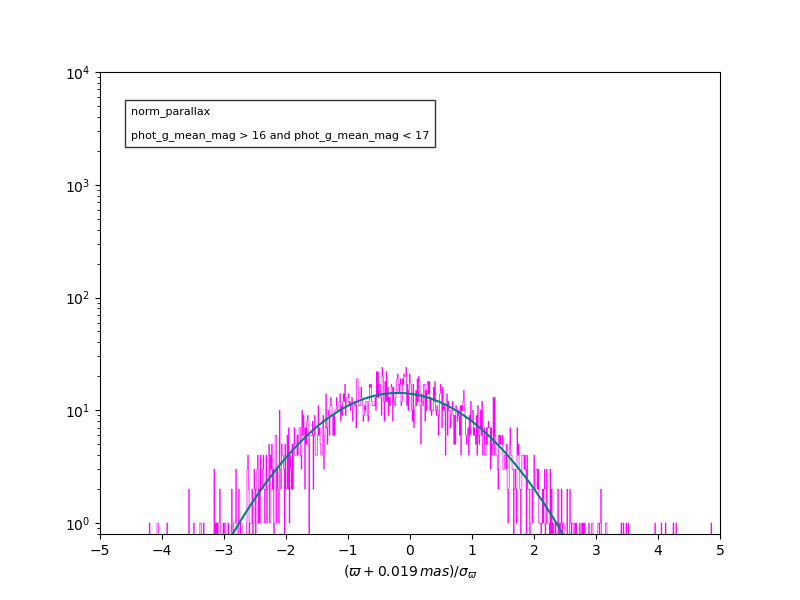 norm_parallax
phot_g_mean_mag > 16 and phot_g_mean_mag < 17
10⁴
10³
10²
10¹
10⁰
−5 −4 −3 −2 −1 0 1 2 3 4 5
(ϖ + 0.019 mas)/σ_ϖ